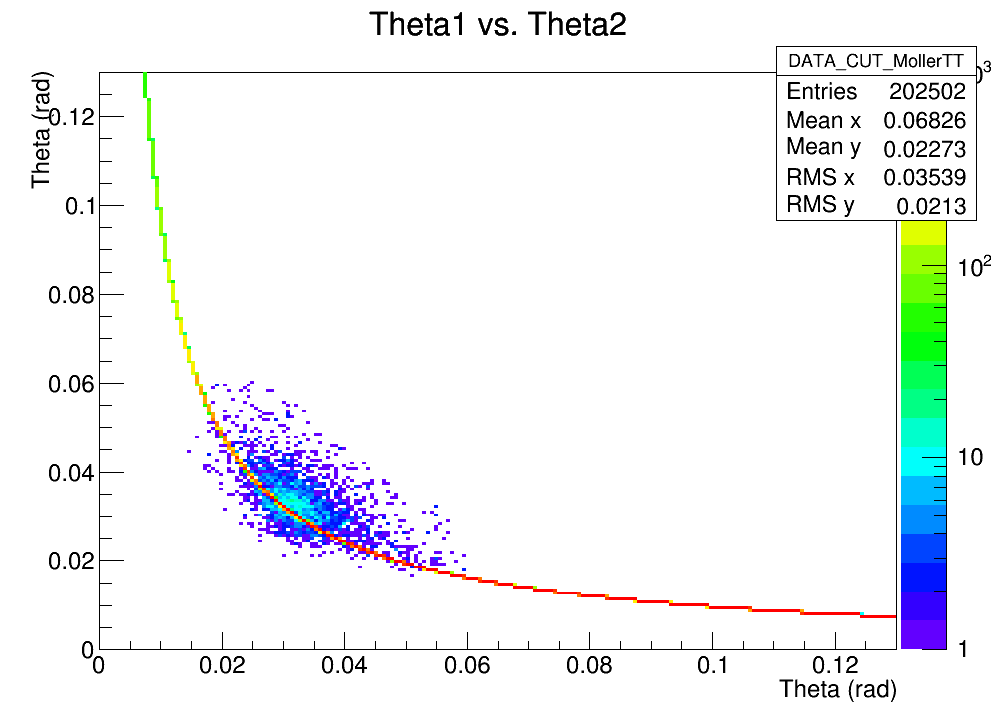 Theta1 vs. Theta2
DATA_CUT_MollerTT
Entries 202502
Mean x 0.06826
Mean y 0.02273
RMS x 0.03539
RMS y 0.0213
Theta (rad)
0.12
0.1
0.08
0.06
0.04
0.02
0
0 0.02 0.04 0.06 0.08 0.1 0.12
Theta (rad)
10²
10
1